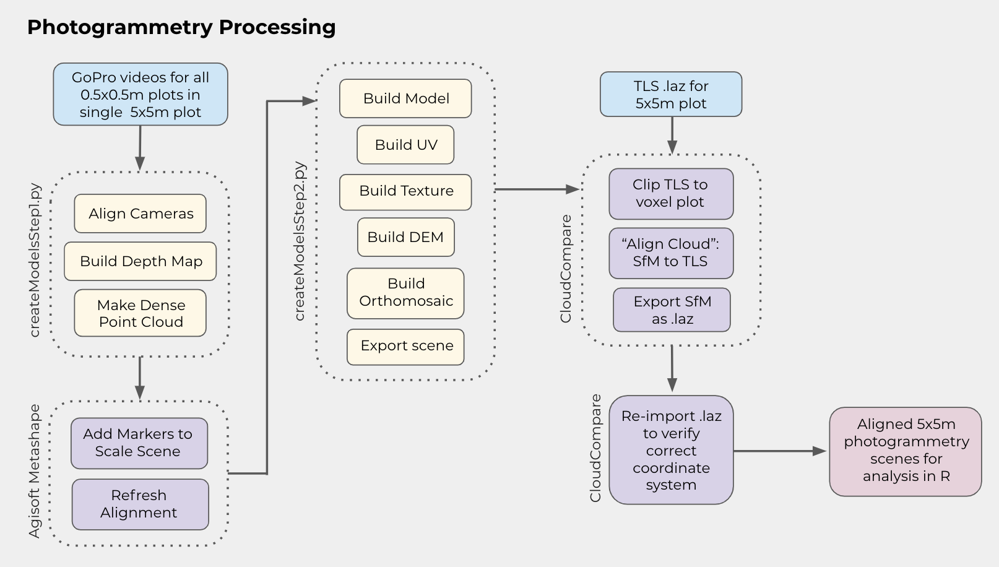 Photogrammetry Processing
GoPro videos for all
0.5x0.5m plots in
single 5x5m plot
createModelsStep1.py
Align Cameras
Build Depth Map
Make Dense
Point Cloud
Agisoft Metashape
Add Markers to
Scale Scene
Refresh
Alignment
createModelsStep2.py
Build Model
Build UV
Build Texture
Build DEM
Build
Orthomosaic
Export scene
TLS .laz for
5x5m plot
CloudCompare
Clip TLS to
voxel plot
“Align Cloud”:
SfM to TLS
Export SfM
as .laz
CloudCompare
Re-import .laz
to verify
correct
coordinate
system
Aligned 5x5m
photogrammetry
scenes for
analysis in R